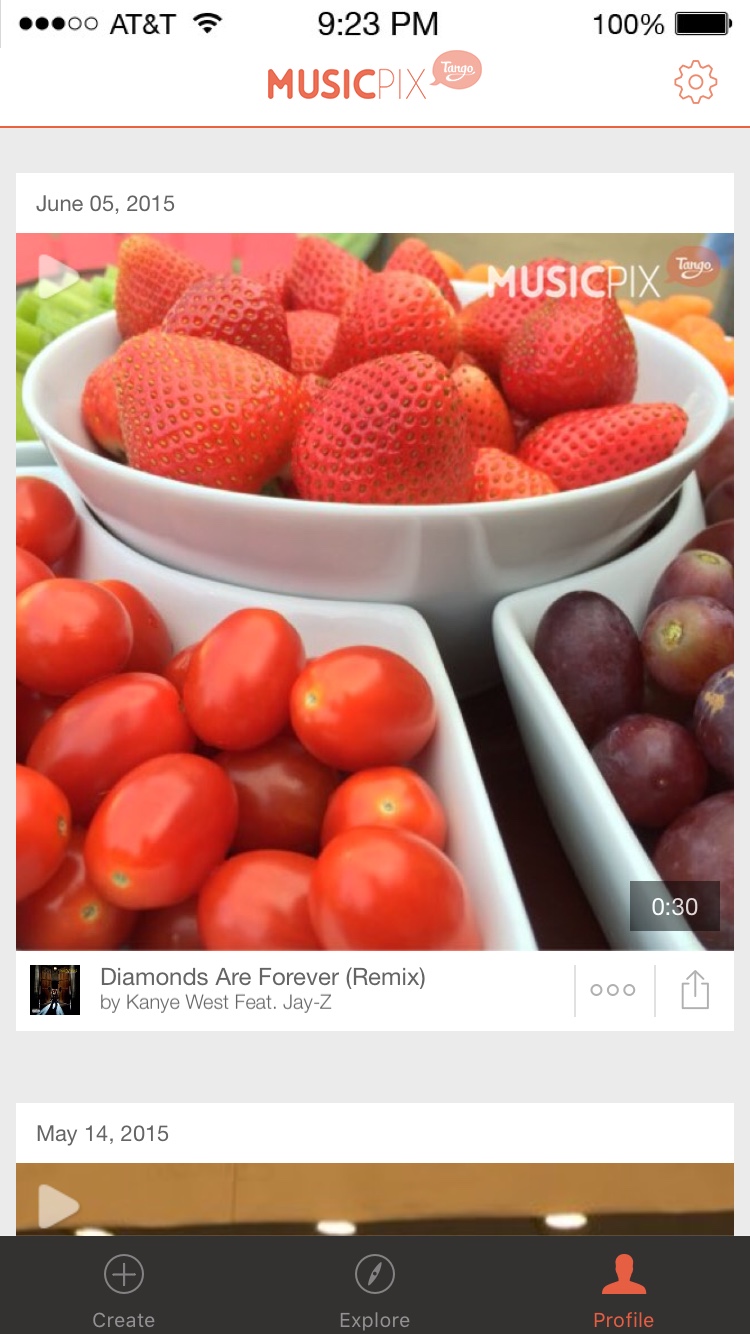 AT&T 9:23 PM 100%
MUSICPIX Tango
June 05, 2015
MUSICPIX Tango
0:30
Diamonds Are Forever (Remix)
by Kanye West Feat. Jay-Z
May 14, 2015
Create Explore Profile